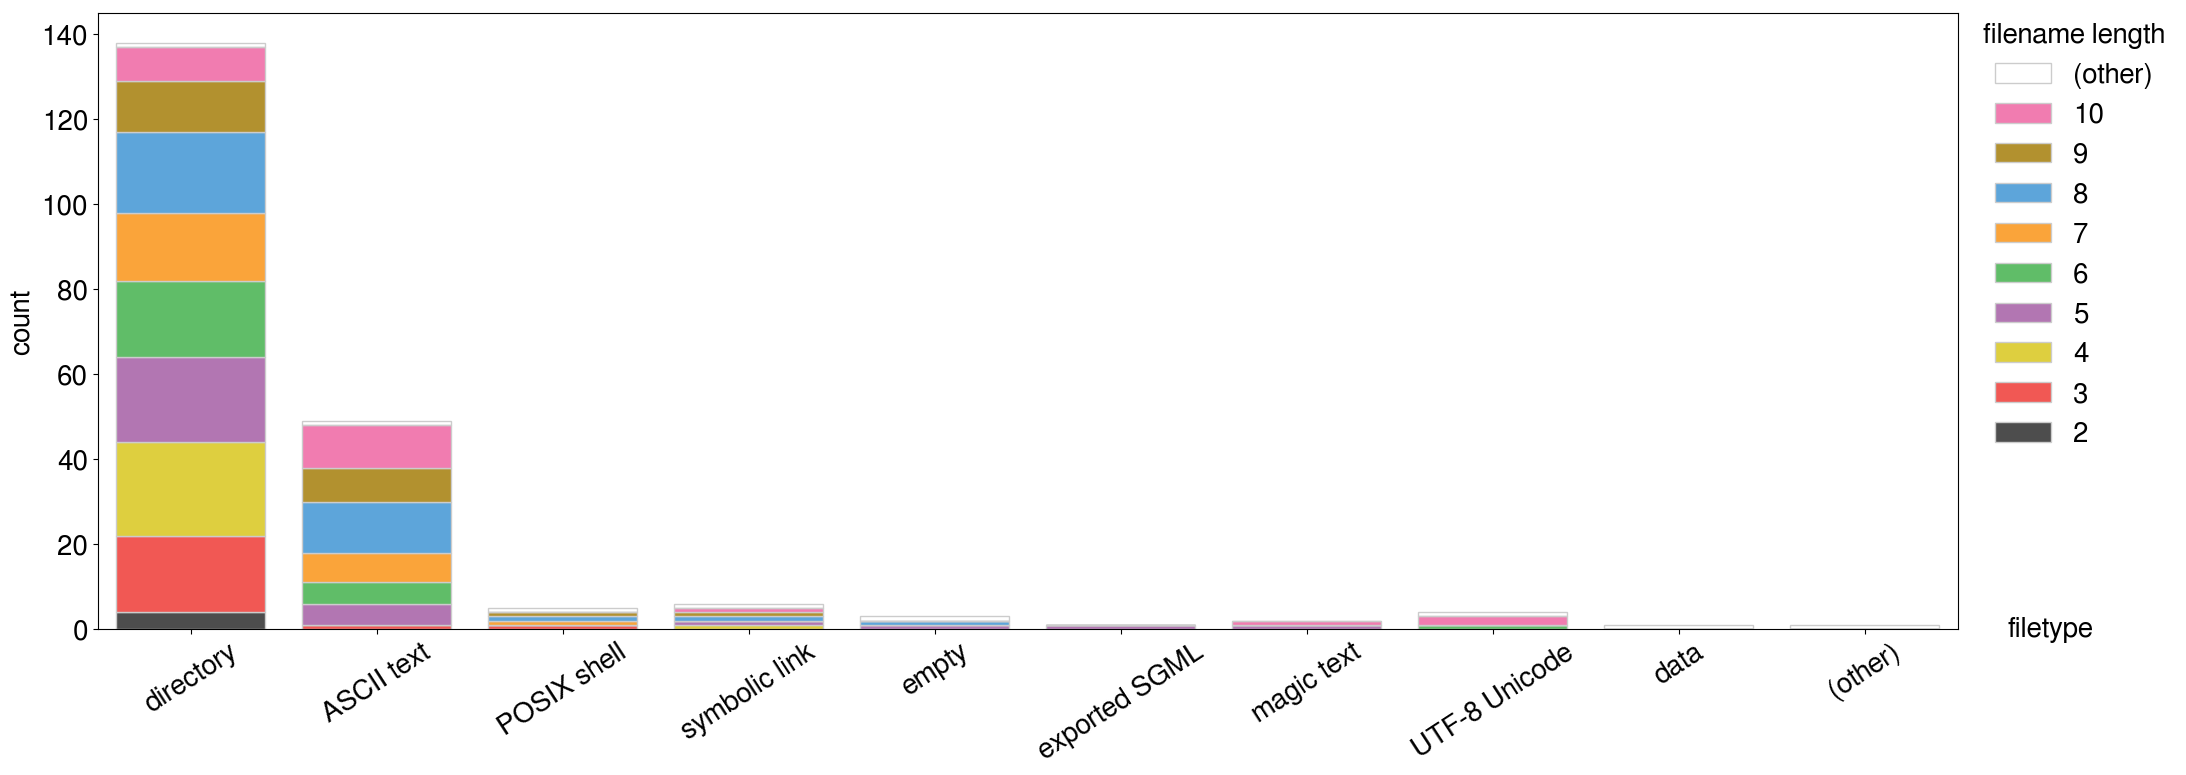 140
120
100
80
60
40
20
0
count
directory
ASCII text
POSIX shell
symbolic link
empty
exported SGML
magic text
UTF-8 Unicode
data
(other)
filetype
filename length
(other)
10
9
8
7
6
5
4
3
2